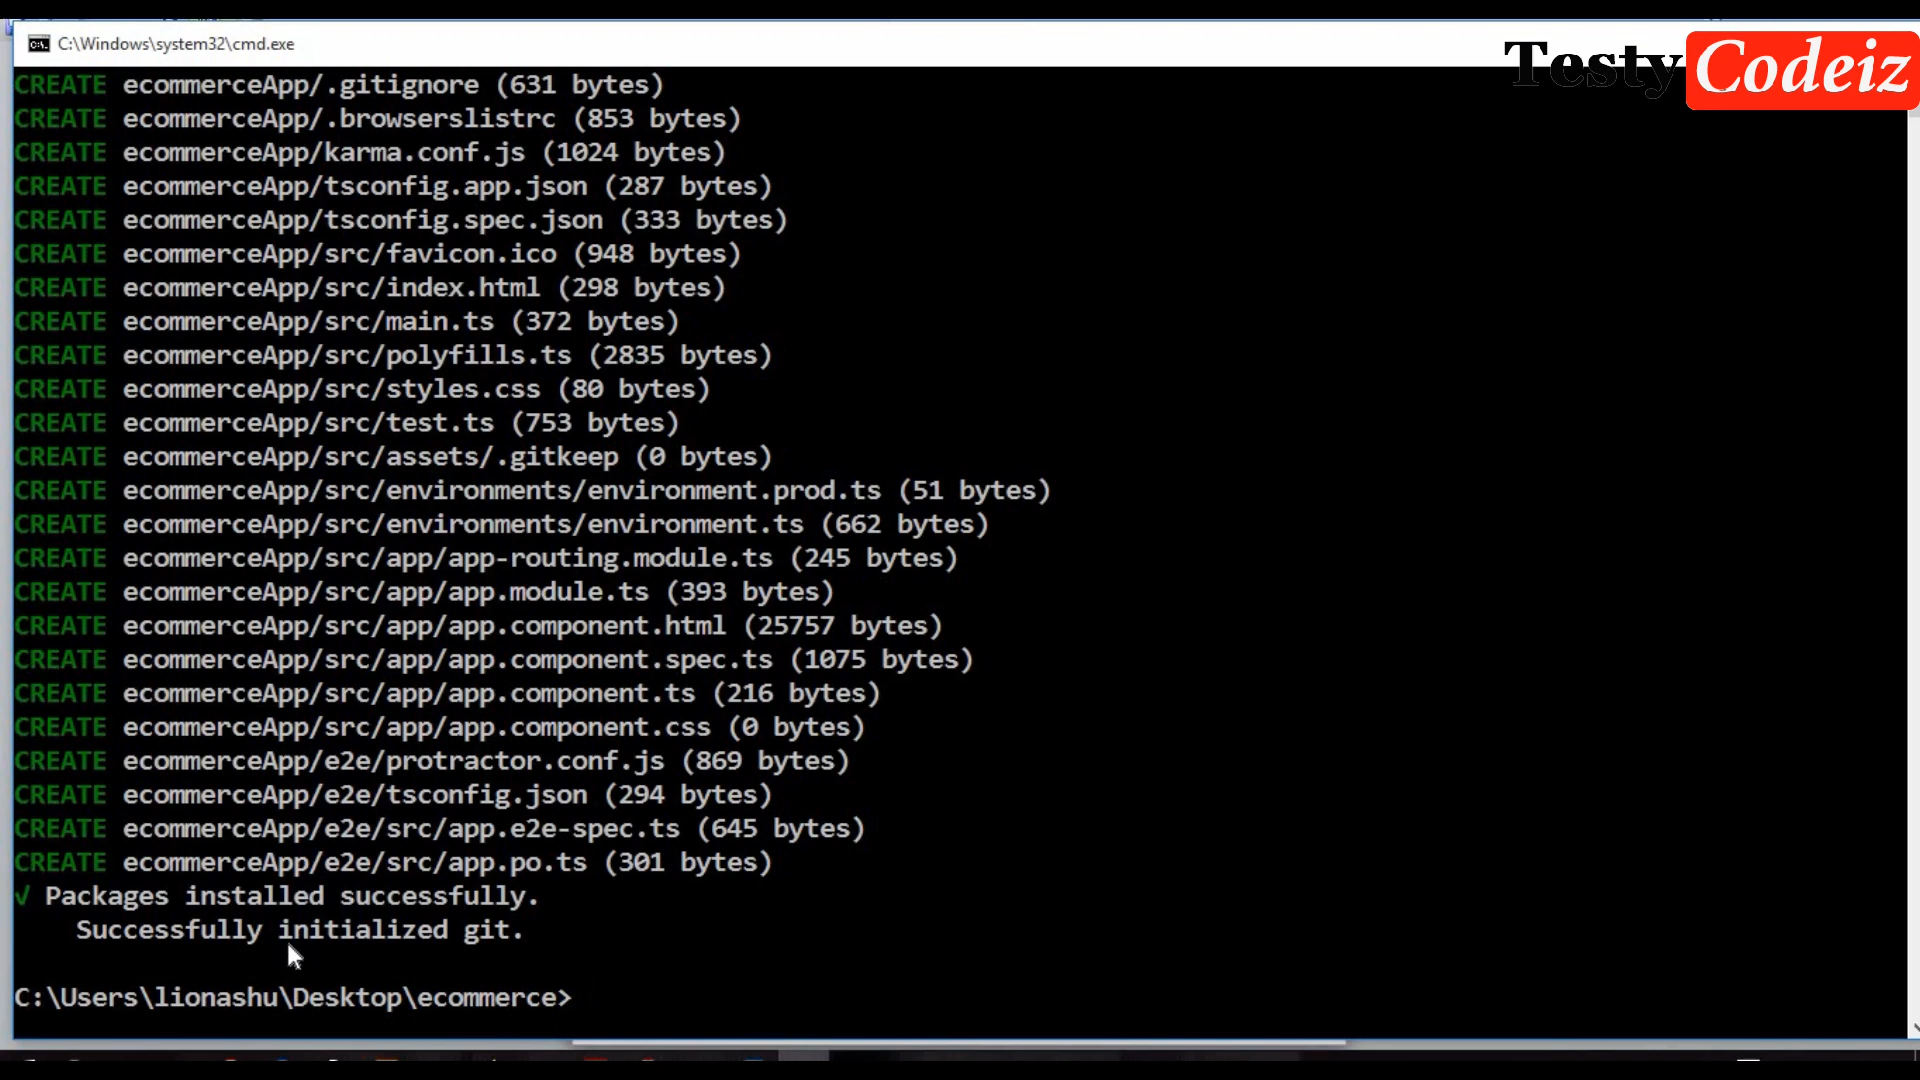 C:\Windows\system32\cmd.exe
Testy Codeiz
CREATE ecommerceApp/.gitignore (631 bytes)
CREATE ecommerceApp/.browserslistrc (853 bytes)
CREATE ecommerceApp/karma.conf.js (1024 bytes)
CREATE ecommerceApp/tsconfig.app.json (287 bytes)
CREATE ecommerceApp/tsconfig.spec.json (333 bytes)
CREATE ecommerceApp/src/favicon.ico (948 bytes)
CREATE ecommerceApp/src/index.html (298 bytes)
CREATE ecommerceApp/src/main.ts (372 bytes)
CREATE ecommerceApp/src/polyfills.ts (2835 bytes)
CREATE ecommerceApp/src/styles.css (80 bytes)
CREATE ecommerceApp/src/test.ts (753 bytes)
CREATE ecommerceApp/src/assets/.gitkeep (0 bytes)
CREATE ecommerceApp/src/environments/environment.prod.ts (51 bytes)
CREATE ecommerceApp/src/environments/environment.ts (662 bytes)
CREATE ecommerceApp/src/app/app-routing.module.ts (245 bytes)
CREATE ecommerceApp/src/app/app.module.ts (393 bytes)
CREATE ecommerceApp/src/app/app.component.html (25757 bytes)
CREATE ecommerceApp/src/app/app.component.spec.ts (1075 bytes)
CREATE ecommerceApp/src/app/app.component.ts (216 bytes)
CREATE ecommerceApp/src/app/app.component.css (0 bytes)
CREATE ecommerceApp/e2e/protractor.conf.js (869 bytes)
CREATE ecommerceApp/e2e/tsconfig.json (294 bytes)
CREATE ecommerceApp/e2e/src/app.e2e-spec.ts (645 bytes)
CREATE ecommerceApp/e2e/src/app.po.ts (301 bytes)
√ Packages installed successfully.
Successfully initialized git.
C:\Users\lionashu\Desktop\ecommerce>